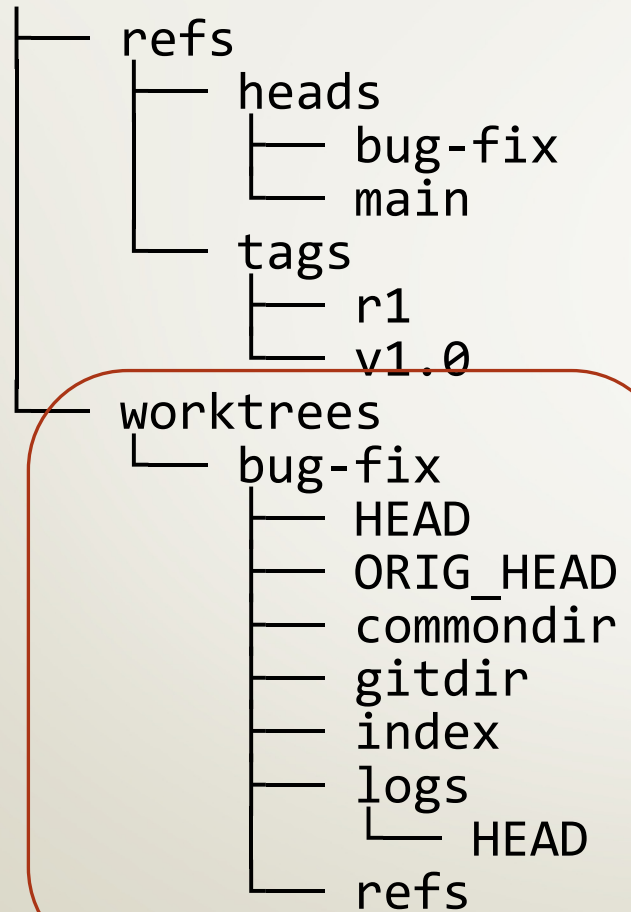 refs
heads
bug-fix
main
tags
r1
v1.0
worktrees
bug-fix
HEAD
ORIG_HEAD
commondir
gitdir
index
logs
HEAD
refs